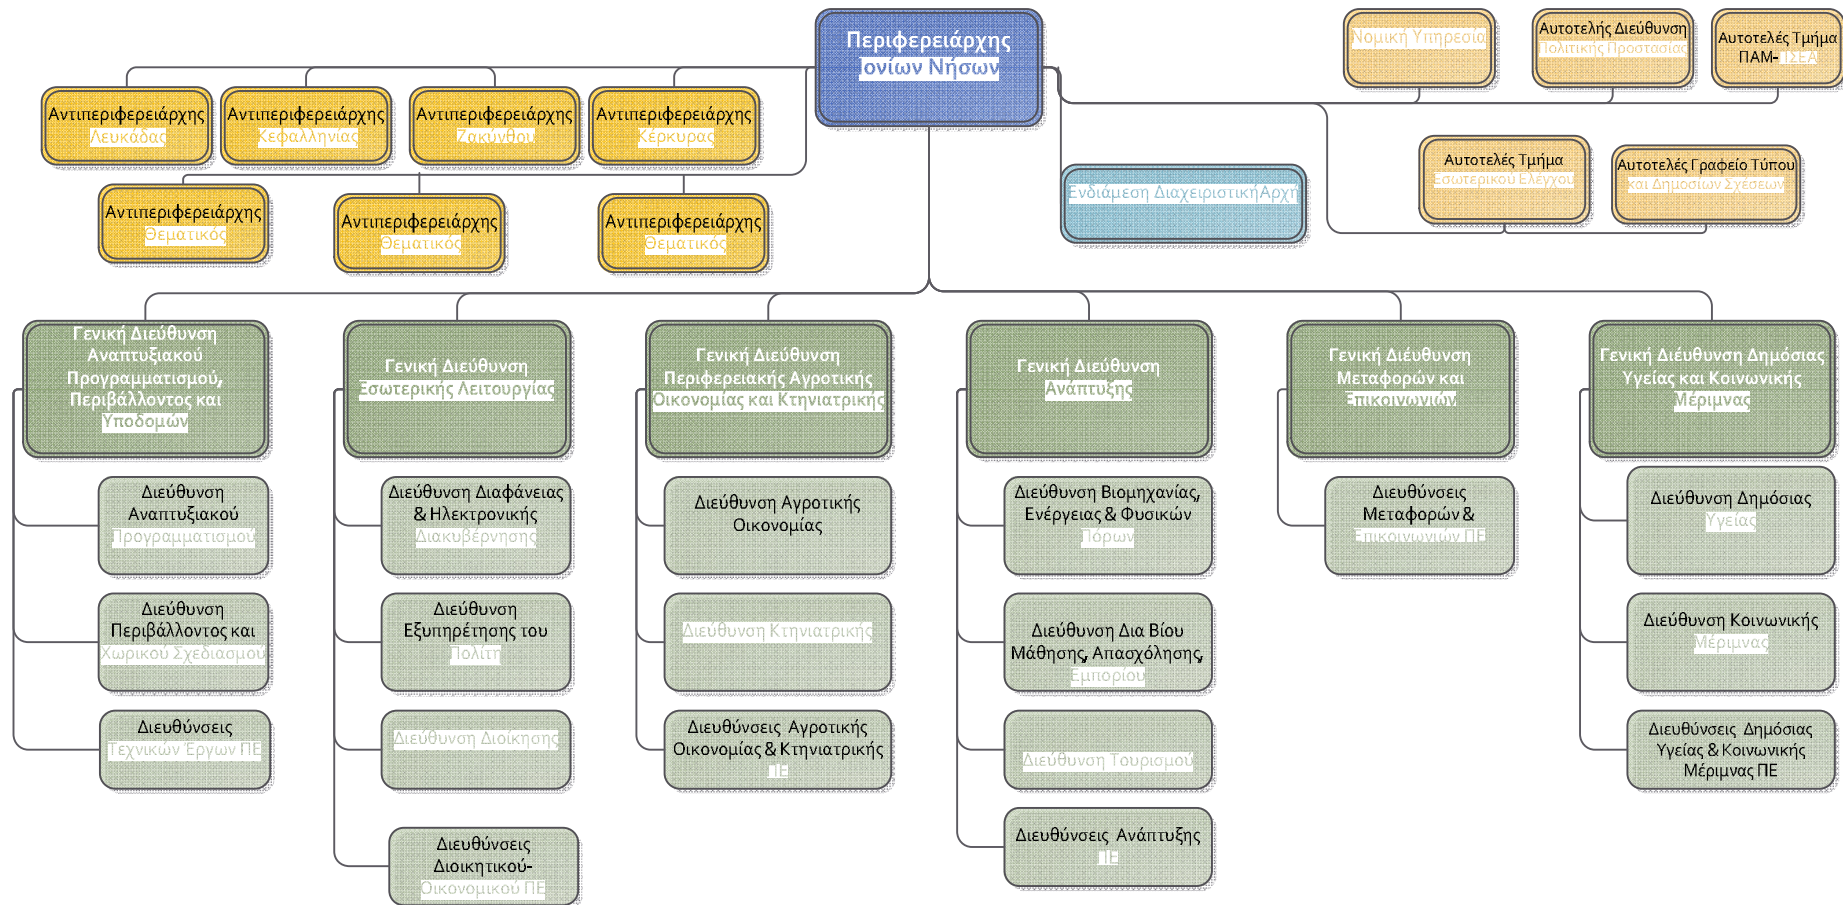 Περιφερειάρχης
Ιονίων Νήσων
Νομική Υπηρεσία
Αυτοτελής Διεύθυνση
Πολιτικής Προστασίας
Αυτοτελές Τμήμα
ΠΑΜ-ΠΣΕΑ
Αντιπεριφερειάρχης
Λευκάδας
Αντιπεριφερειάρχης
Κεφαλληνίας
Αντιπεριφερειάρχης
Ζακύνθου
Αντιπεριφερειάρχης
Κέρκυρας
Αυτοτελές Τμήμα
Εσωτερικού Ελέγχου
Αυτοτελές Γραφείο Τύπου
και Δημοσίων Σχέσεων
Ενδιάμεση ΔιαχειριστικήΑρχή
Αντιπεριφερειάρχης
Θεματικός
Αντιπεριφερειάρχης
Θεματικός
Αντιπεριφερειάρχης
Θεματικός
Γενική Διεύθυνση
Αναπτυξιακού
Προγραμματισμού,
Περιβάλλοντος και
Υποδομών
Γενική Διεύθυνση
Εσωτερικής Λειτουργίας
Γενική Διεύθυνση
Περιφερειακής Αγροτικής
Οικονομίας και Κτηνιατρικής
Γενική Διεύθυνση
Ανάπτυξης
Γενική Διέυθυνση
Μεταφορών και
Επικοινωνιών
Γενική Διέυθυνση Δημόσιας
Υγείας και Κοινωνικής
Μέριμνας
Διεύθυνση
Αναπτυξιακού
Προγραμματισμού
Διεύθυνση Διαφάνειας
& Ηλεκτρονικής
Διακυβέρνησης
Διεύθυνση Αγροτικής
Οικονομίας
Διεύθυνση Βιομηχανίας,
Ενέργειας & Φυσικών
Πόρων
Διευθύνσεις
Μεταφορών &
Επικοινωνιών ΠΕ
Διεύθυνση Δημόσιας
Υγείας
Διεύθυνση
Περιβάλλοντος και
Χωρικού Σχεδιασμού
Διεύθυνση
Εξυπηρέτησης του
Πολίτη
Διεύθυνση Κτηνιατρικής
Διεύθυνση Δια Βίου
Μάθησης, Απασχόλησης,
Εμπορίου
Διεύθυνση Κοινωνικής
Μέριμνας
Διευθύνσεις
Τεχνικών Έργων ΠΕ
Διεύθυνση Διοίκησης
Διευθύνσεις Αγροτικής
Οικονομίας & Κτηνιατρικής
ΠΕ
Διεύθυνση Τουρισμού
Διευθύνσεις Δημόσιας
Υγείας & Κοινωνικής
Μέριμνας ΠΕ
Διευθύνσεις
Διοικητικού-
Οικονομικού ΠΕ
Διευθύνσεις Ανάπτυξης
ΠΕ